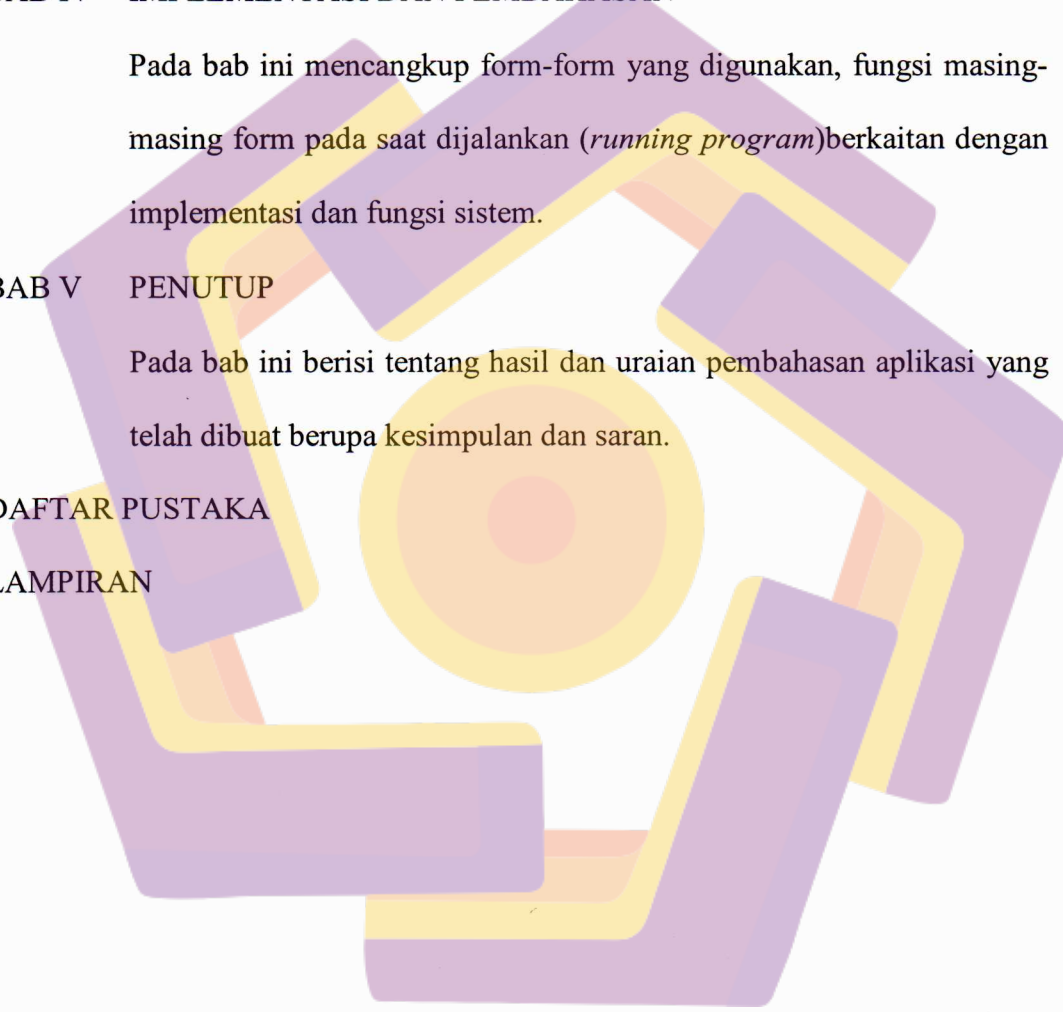 Pada bab ini mencangkup form-form yang digunakan, fungsi masing-
masing form pada saat dijalankan (running program)berkaitan dengan
implementasi dan fungsi sistem.
BAB V PENUTUP
Pada bab ini berisi tentang hasil dan uraian pembahasan aplikasi yang
telah dibuat berupa kesimpulan dan saran.
DAFTAR PUSTAKA
LAMPIRAN